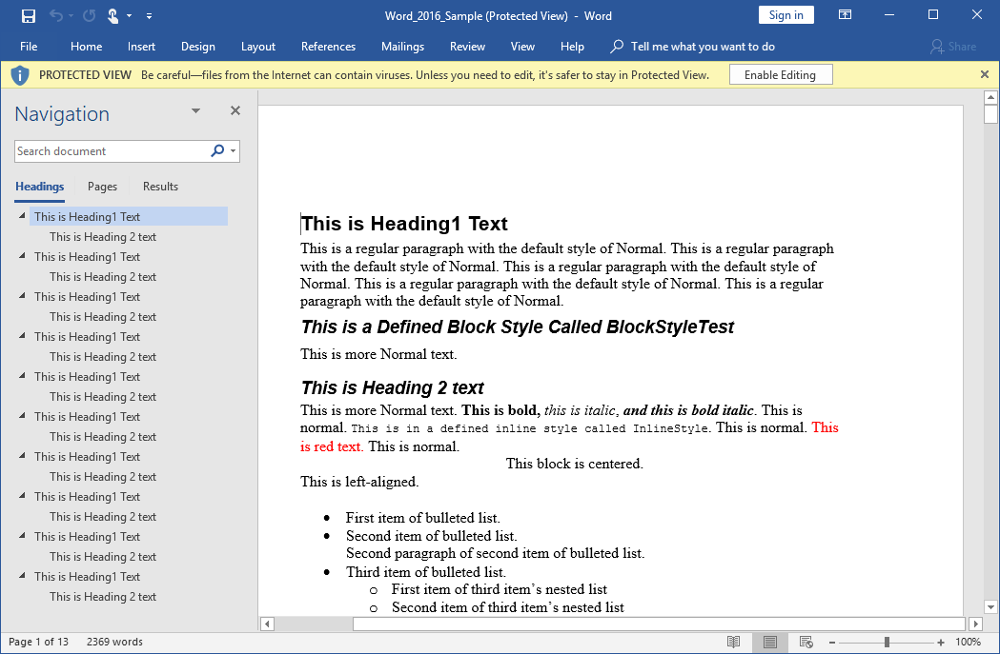 Word_2016_Sample (Protected View) - Word
Sign in
File Home Insert Design Layout References Mailings Review View Help Tell me what you want to do Share
PROTECTED VIEW Be careful—files from the Internet can contain viruses. Unless you need to edit, it's safer to stay in Protected View. Enable Editing
Navigation
Search document
Headings Pages Results
This is Heading1 Text
This is Heading 2 text
This is Heading1 Text
This is Heading 2 text
This is Heading1 Text
This is Heading 2 text
This is Heading1 Text
This is Heading 2 text
This is Heading1 Text
This is Heading 2 text
This is Heading1 Text
This is Heading 2 text
This is Heading1 Text
This is Heading 2 text
This is Heading1 Text
This is Heading 2 text
This is Heading1 Text
This is Heading 2 text
This is Heading1 Text
This is Heading 2 text
This is Heading1 Text
This is a regular paragraph with the default style of Normal. This is a regular paragraph
with the default style of Normal. This is a regular paragraph with the default style of
Normal. This is a regular paragraph with the default style of Normal. This is a regular
paragraph with the default style of Normal.
This is a Defined Block Style Called BlockStyleTest
This is more Normal text.
This is Heading 2 text
This is more Normal text. This is bold, this is italic, and this is bold italic. This is
normal. This is in a defined inline style called InlineStyle. This is normal. This
is red text. This is normal.
This block is centered.
This is left-aligned.
• First item of bulleted list.
• Second item of bulleted list.
Second paragraph of second item of bulleted list.
• Third item of bulleted list.
o First item of third item’s nested list
o Second item of third item’s nested list
Page 1 of 13 2369 words
100%